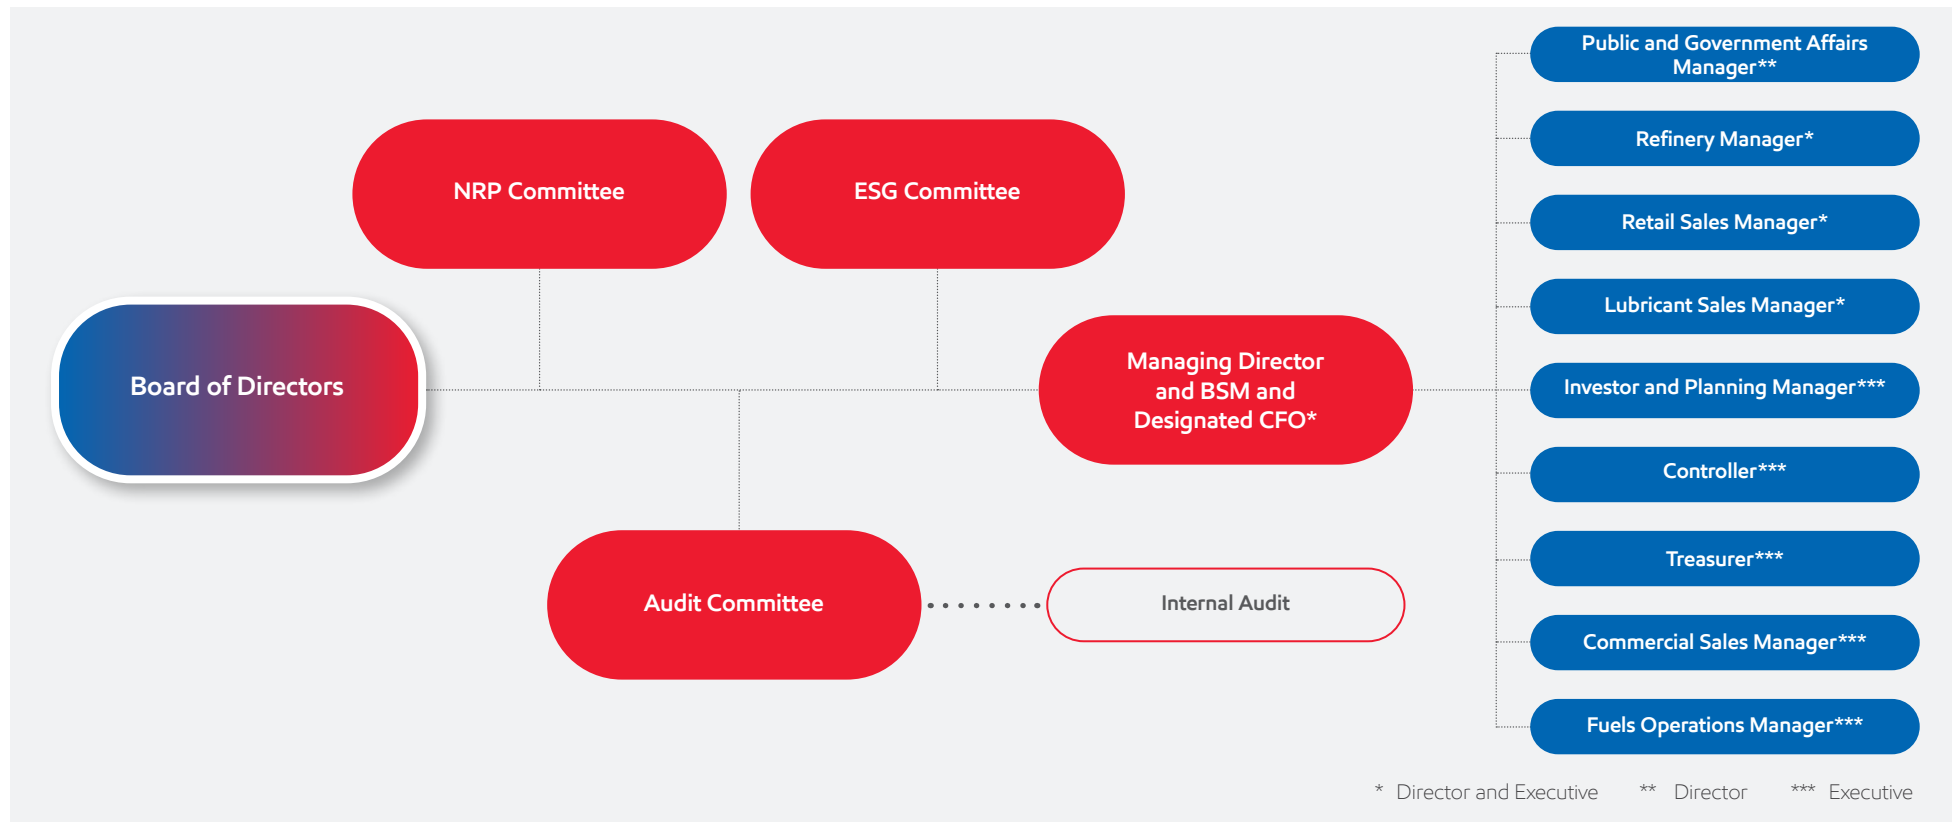 Public and Government Affairs
Manager**
NRP Committee
ESG Committee
Refinery Manager*
Retail Sales Manager*
Lubricant Sales Manager*
Board of Directors
Managing Director
and BSM and
Designated CFO*
Investor and Planning Manager***
Controller***
Treasurer***
Audit Committee
Internal Audit
Commercial Sales Manager***
Fuels Operations Manager***
* Director and Executive ** Director *** Executive